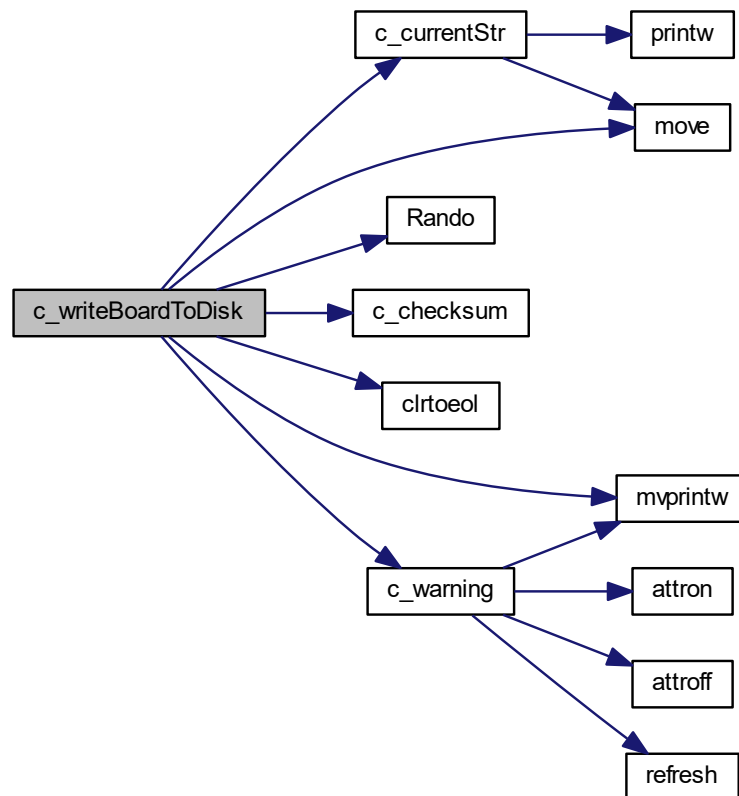 c_currentStr
printw
move
Rando
c_writeBoardToDisk
c_checksum
clrtoeol
mvprintw
c_warning
attron
attroff
refresh